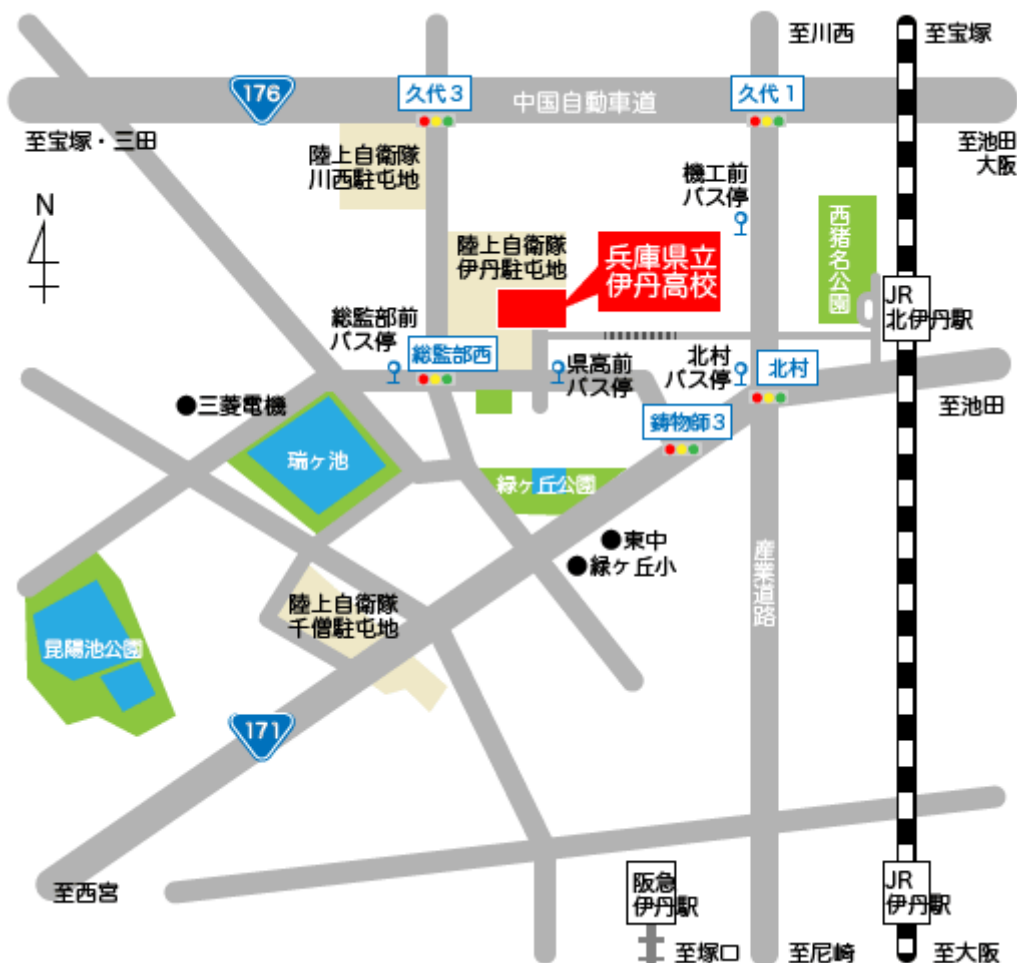 至川西
至宝塚
176
久代3
中国自動車道
久代1
至宝塚・三田
至池田
大阪
陸上自衛隊
川西駐屯地
機工前
バス停
N
西猪名公園
陸上自衛隊
伊丹駐屯地
兵庫県立
伊丹高校
JR
北伊丹駅
総監部前
バス停
総監部西
県高前
バス停
北村
バス停
北村
●三菱電機
至池田
鋳物師3
瑞ヶ池
緑ヶ丘公園
●東中
●緑ヶ丘小
産業道路
陸上自衛隊
千僧駐屯地
昆陽池公園
171
至西宮
阪急
伊丹駅
JR
伊丹駅
至塚口
至尼崎
至大阪